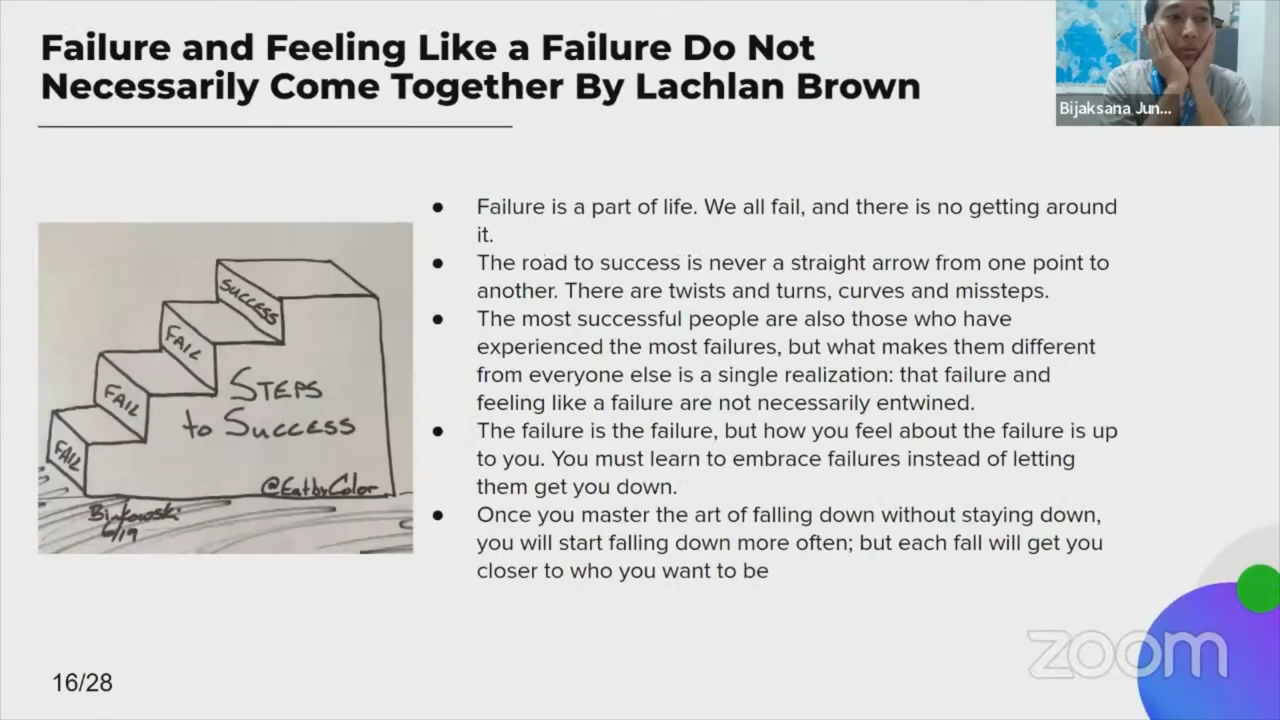 Failure and Feeling Like a Failure Do Not
Necessarily Come Together By Lachlan Brown
Bijaksana Jun...
SUCCESS
FAIL
FAIL
FAIL
STEPS
to SUCCESS
@EatbyColor
Binkowski
6/19
● Failure is a part of life. We all fail, and there is no getting around
it.
● The road to success is never a straight arrow from one point to
another. There are twists and turns, curves and missteps.
● The most successful people are also those who have
experienced the most failures, but what makes them different
from everyone else is a single realization: that failure and
feeling like a failure are not necessarily entwined.
● The failure is the failure, but how you feel about the failure is up
to you. You must learn to embrace failures instead of letting
them get you down.
● Once you master the art of falling down without staying down,
you will start falling down more often; but each fall will get you
closer to who you want to be
zoom
16/28